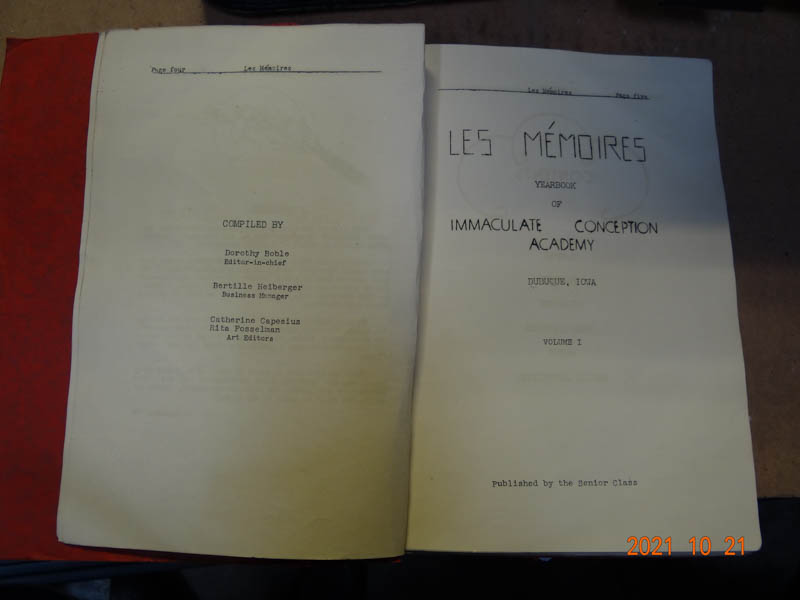 Page four Les Mémoires
COMPILED BY
Dorothy Boble
Editor-in-chief
Bertille Heiberger
Business Manager
Catherine Capesius
Rita Fosselman
Art Editors
Les Mémoires Page five
LES MÉMOIRES
YEARBOOK
OF
IMMACULATE CONCEPTION
ACADEMY
DUBUQUE, IOWA
VOLUME I
Published by the Senior Class
2021 10 21